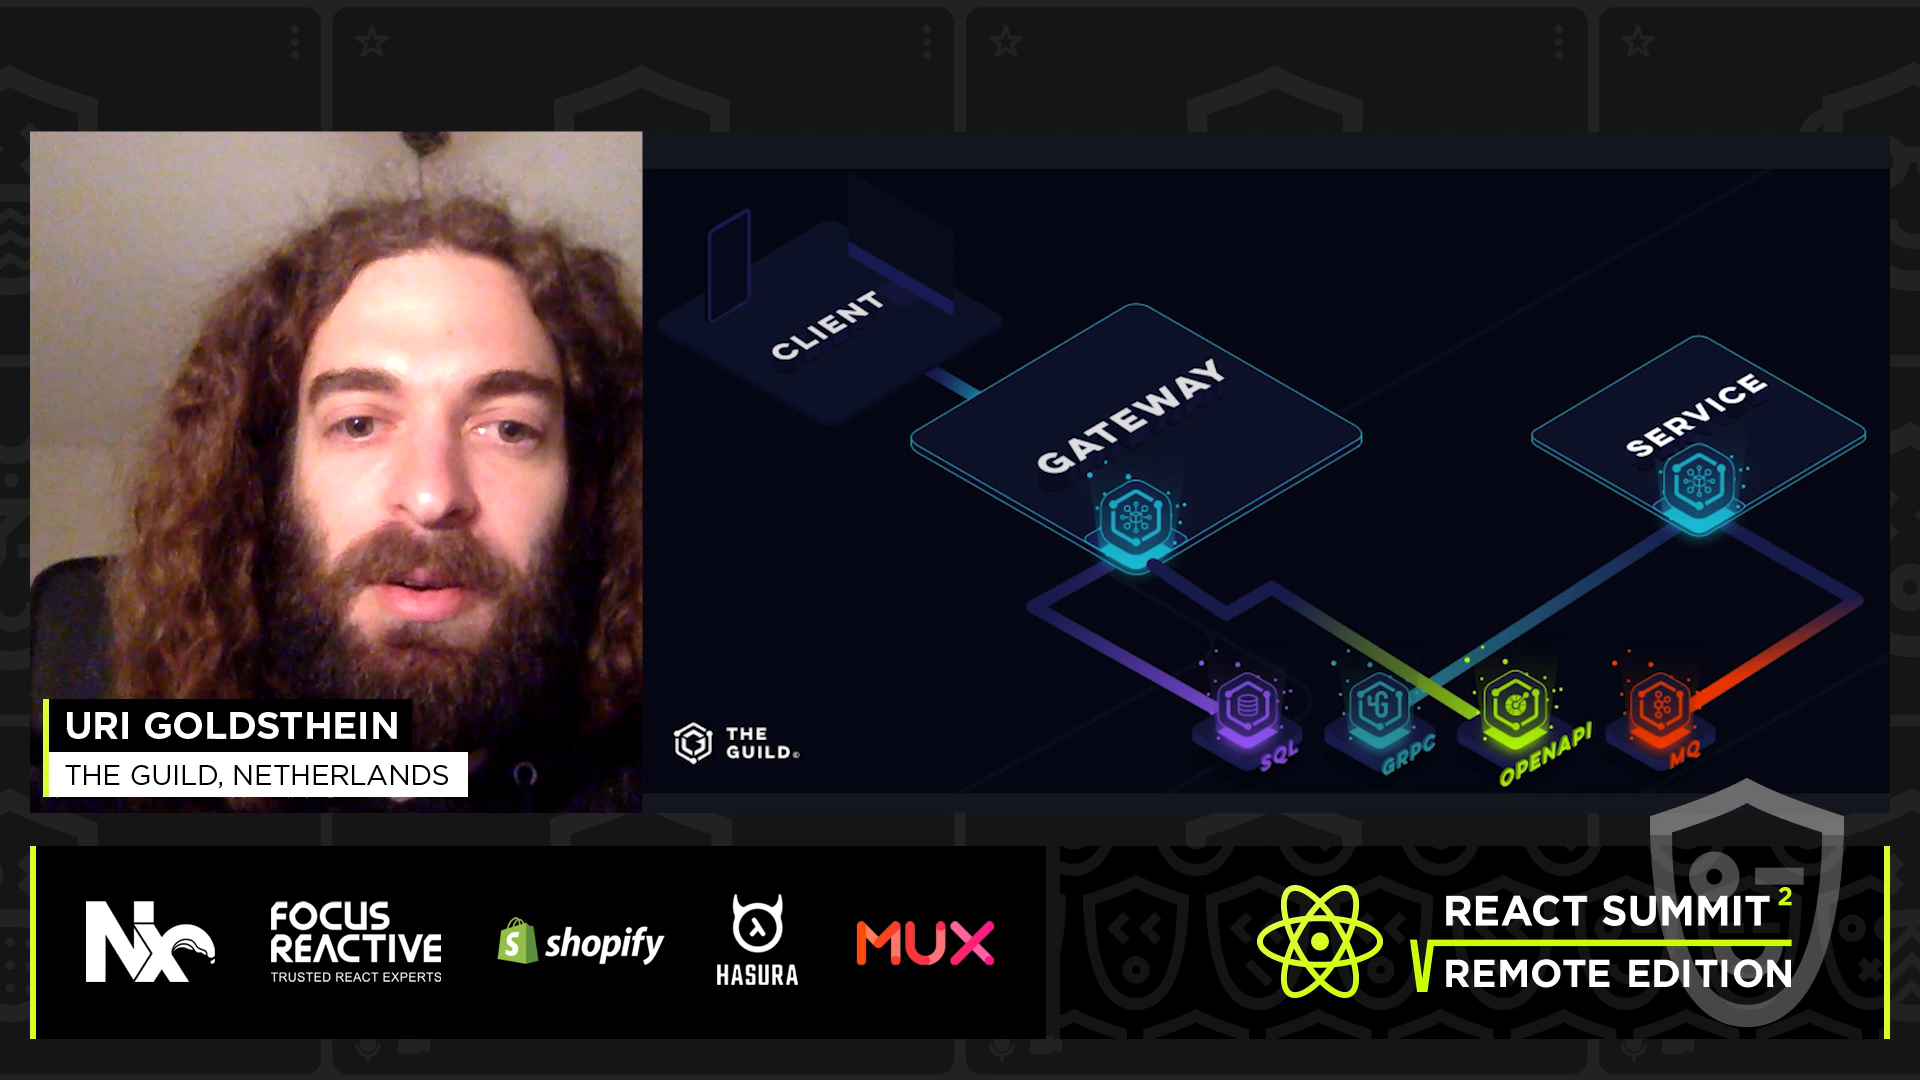 CLIENT
GATEWAY
SERVICE
SQL
GRPC
OPENAPI
MQ
THE
GUILD
URI GOLDSTHEIN
THE GUILD, NETHERLANDS
Nx
FOCUS
REACTIVE
TRUSTED REACT EXPERTS
shopify
HASURA
MUX
REACT SUMMIT 2
REMOTE EDITION